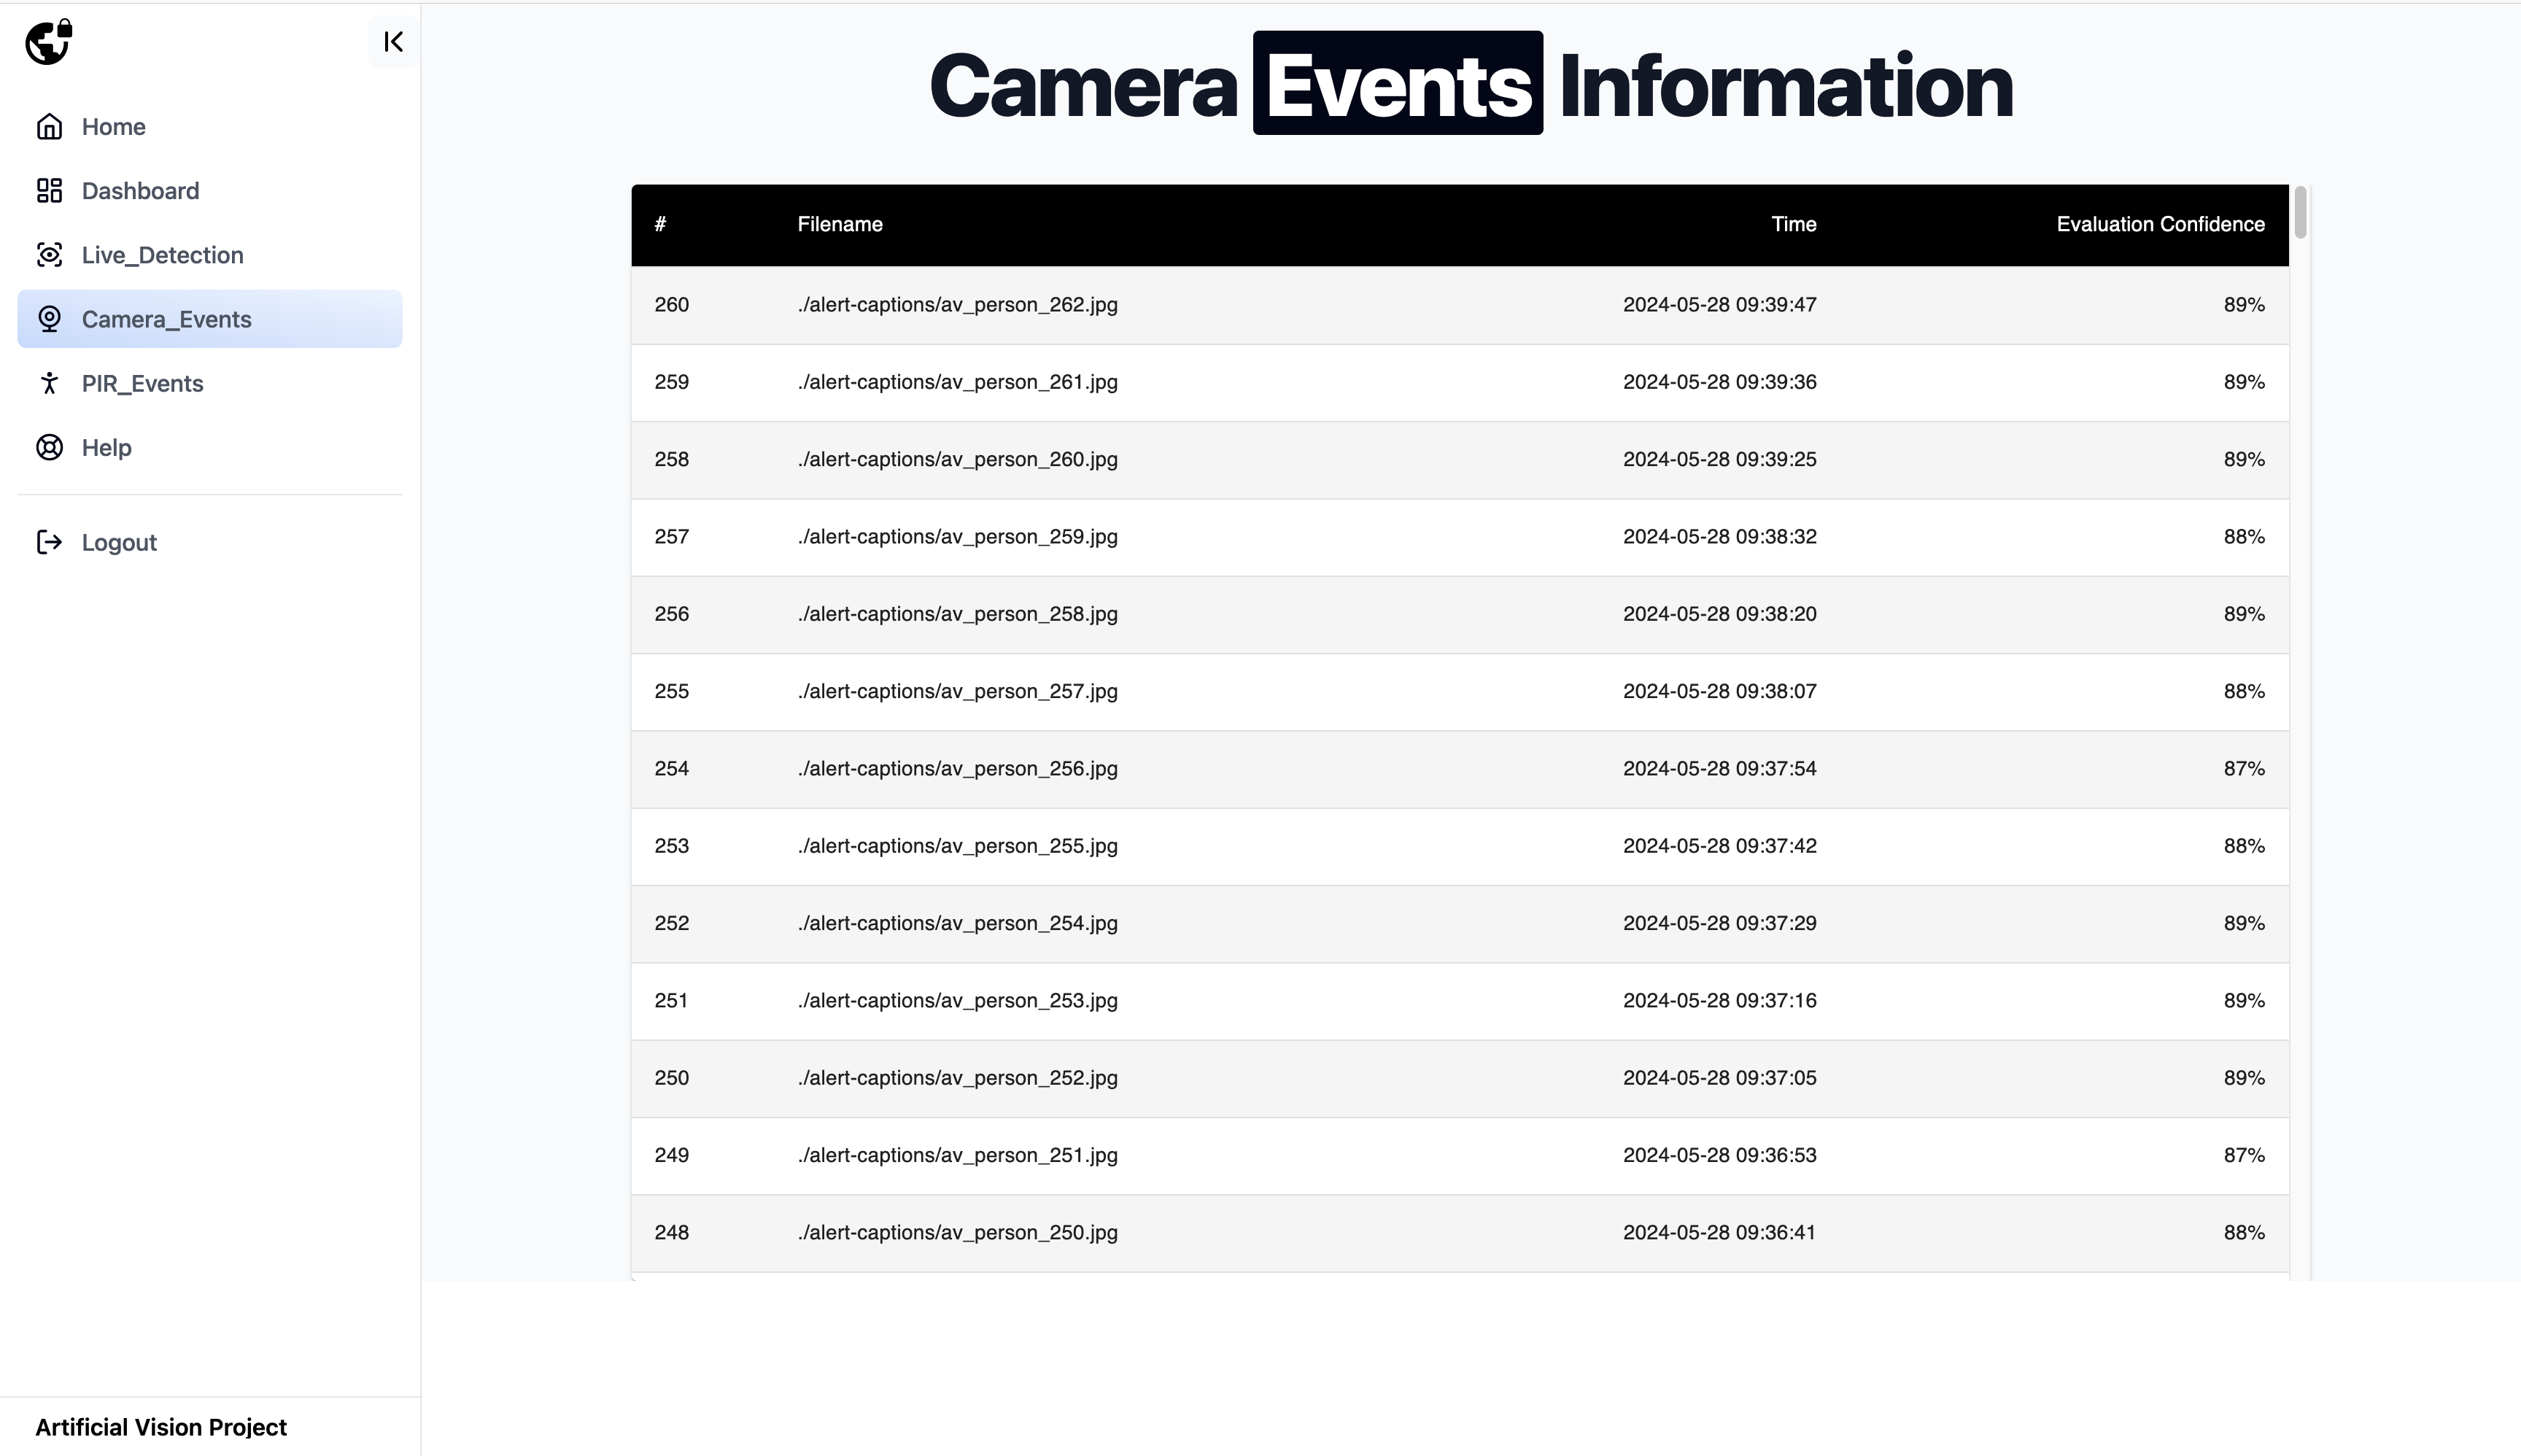 Home
Dashboard
Live_Detection
Camera_Events
PIR_Events
Help
Logout
Artificial Vision Project
Camera Events Information
# Filename Time Evaluation Confidence
260 ./alert-captions/av_person_262.jpg 2024-05-28 09:39:47 89%
259 ./alert-captions/av_person_261.jpg 2024-05-28 09:39:36 89%
258 ./alert-captions/av_person_260.jpg 2024-05-28 09:39:25 89%
257 ./alert-captions/av_person_259.jpg 2024-05-28 09:38:32 88%
256 ./alert-captions/av_person_258.jpg 2024-05-28 09:38:20 89%
255 ./alert-captions/av_person_257.jpg 2024-05-28 09:38:07 88%
254 ./alert-captions/av_person_256.jpg 2024-05-28 09:37:54 87%
253 ./alert-captions/av_person_255.jpg 2024-05-28 09:37:42 88%
252 ./alert-captions/av_person_254.jpg 2024-05-28 09:37:29 89%
251 ./alert-captions/av_person_253.jpg 2024-05-28 09:37:16 89%
250 ./alert-captions/av_person_252.jpg 2024-05-28 09:37:05 89%
249 ./alert-captions/av_person_251.jpg 2024-05-28 09:36:53 87%
248 ./alert-captions/av_person_250.jpg 2024-05-28 09:36:41 88%